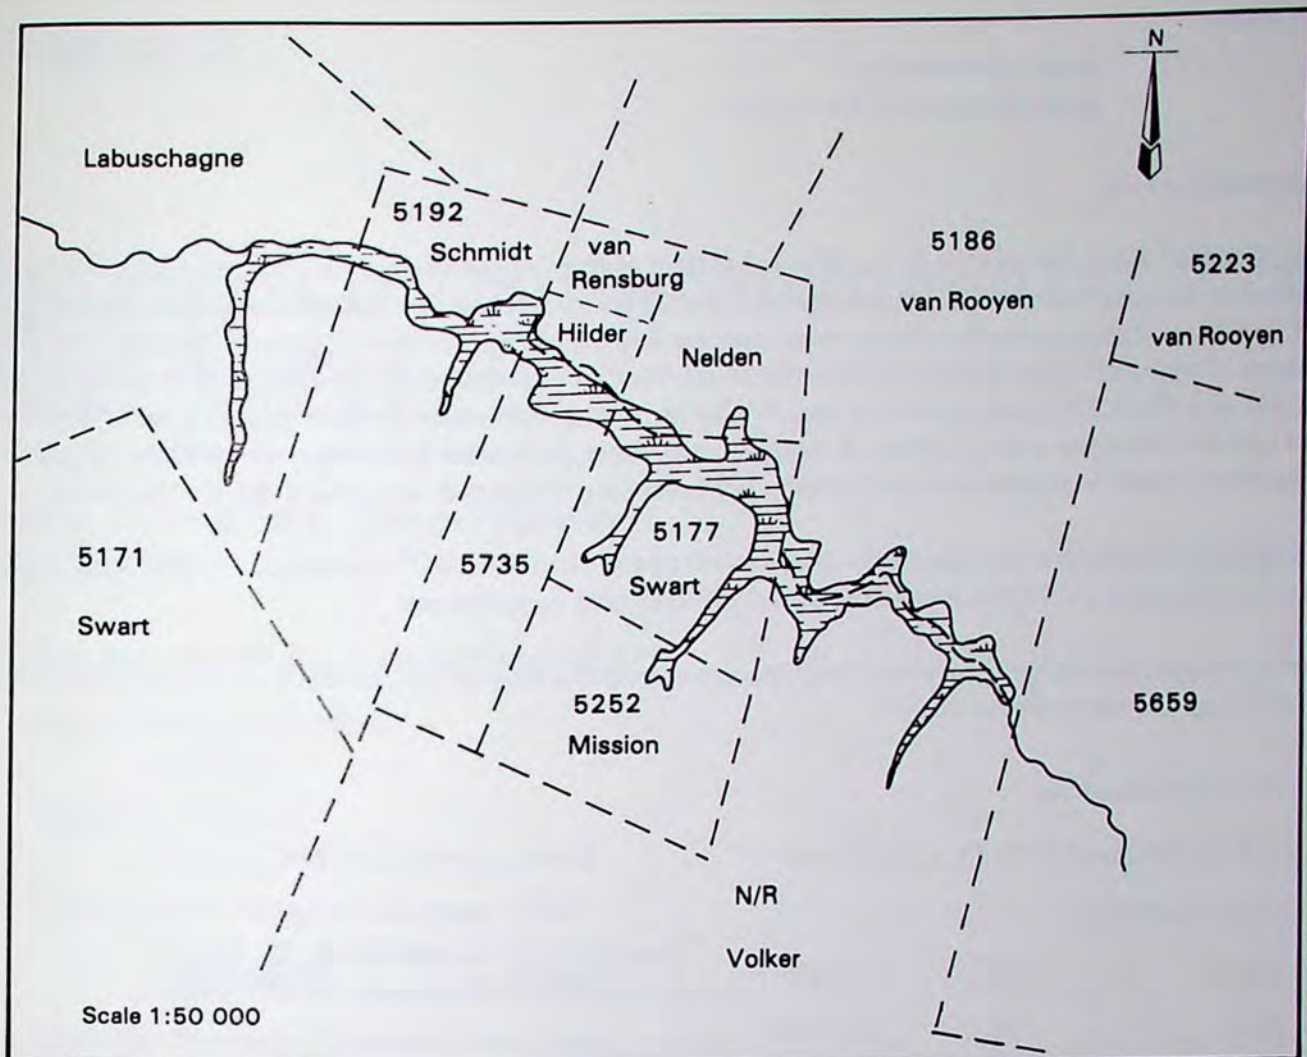 N
Labuschagne
5192
Schmidt
van
Rensburg
Hilder
Nelden
5186
van Rooyen
5223
van Rooyen
5171
Swart
5735
5177
Swart
5252
Mission
5659
N/R
Volker
Scale 1:50 000